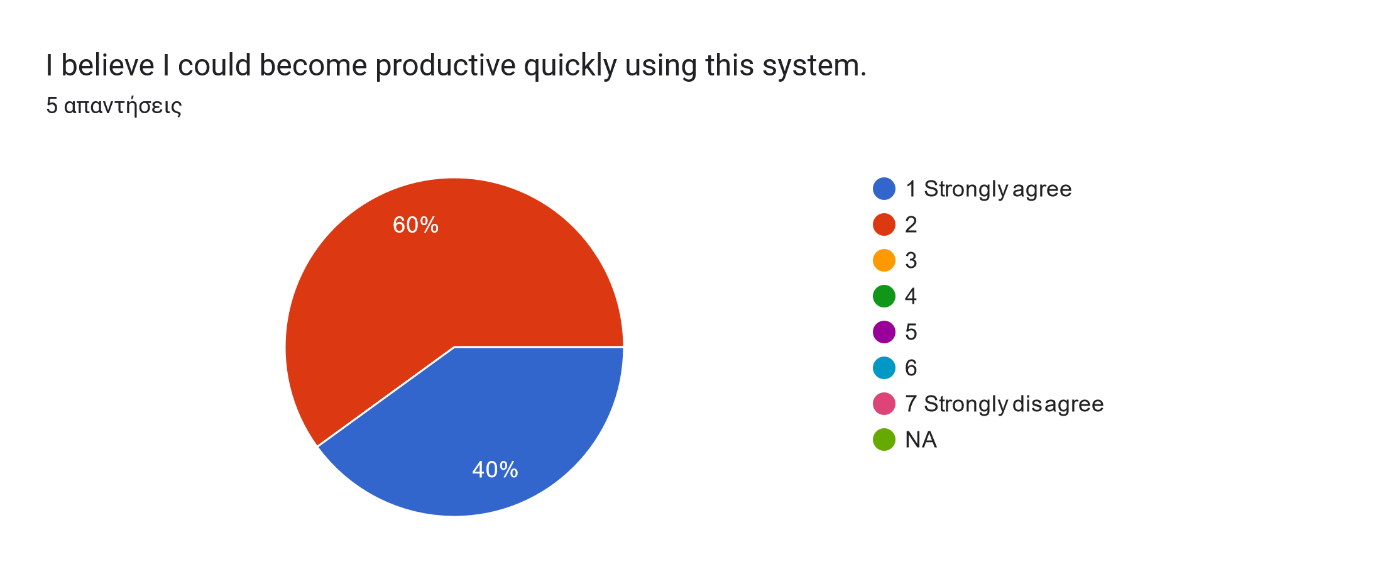 I believe I could become productive quickly using this system.
5 απαντήσεις
60%
40%
1 Strongly agree
2
3
4
5
6
7 Strongly disagree
NA